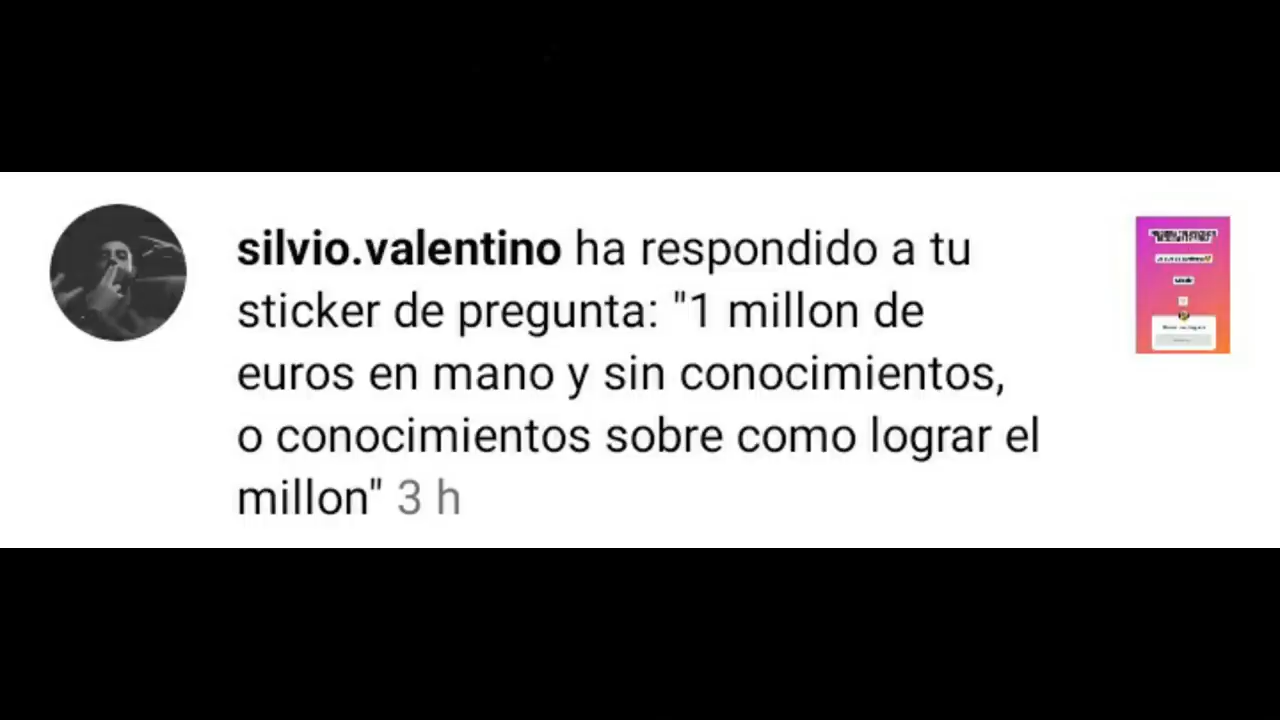 silvio.valentino ha respondido a tu
sticker de pregunta: "1 millon de
euros en mano y sin conocimientos,
o conocimientos sobre como lograr el
millon" 3 h